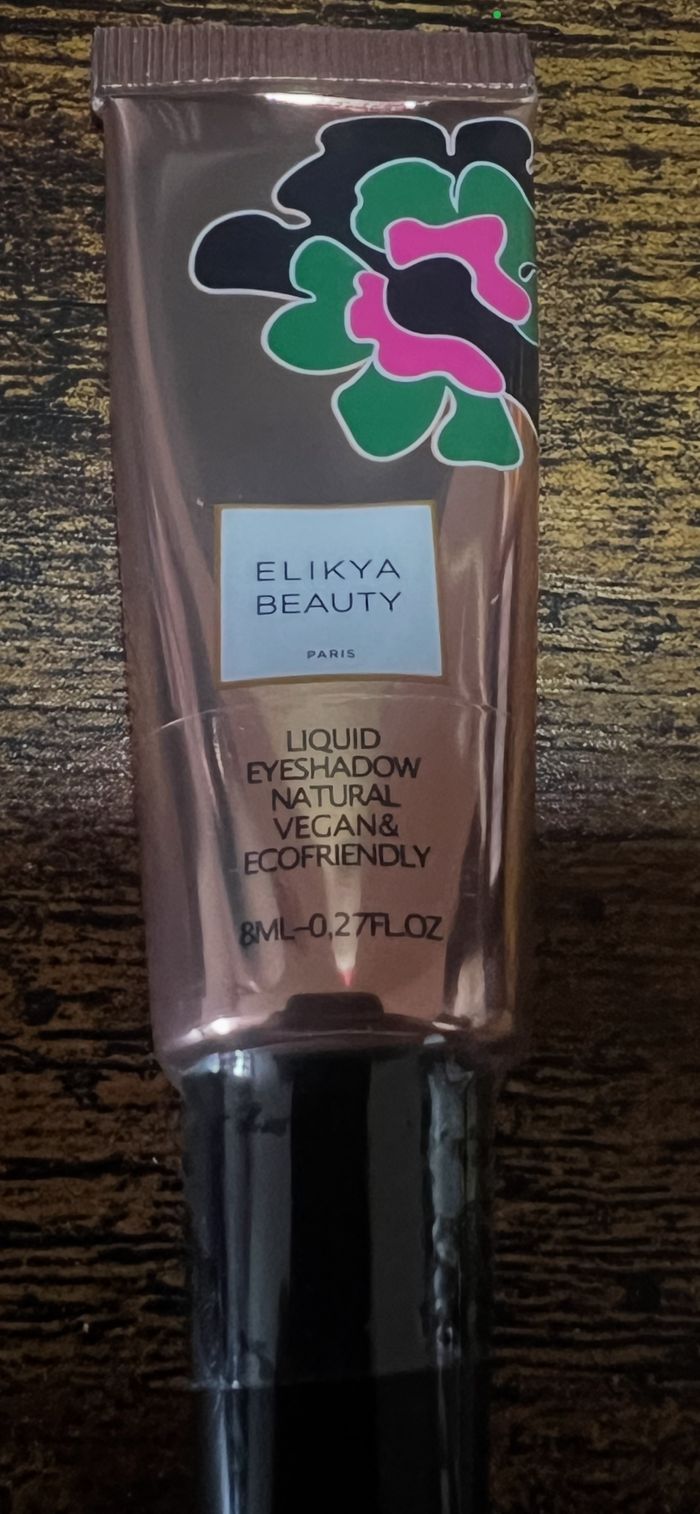 ELIKYA
BEAUTY
PARIS
LIQUID
EYESHADOW
NATURAL
VEGAN&
ECOFRIENDLY
8ML-0,27FL.OZ